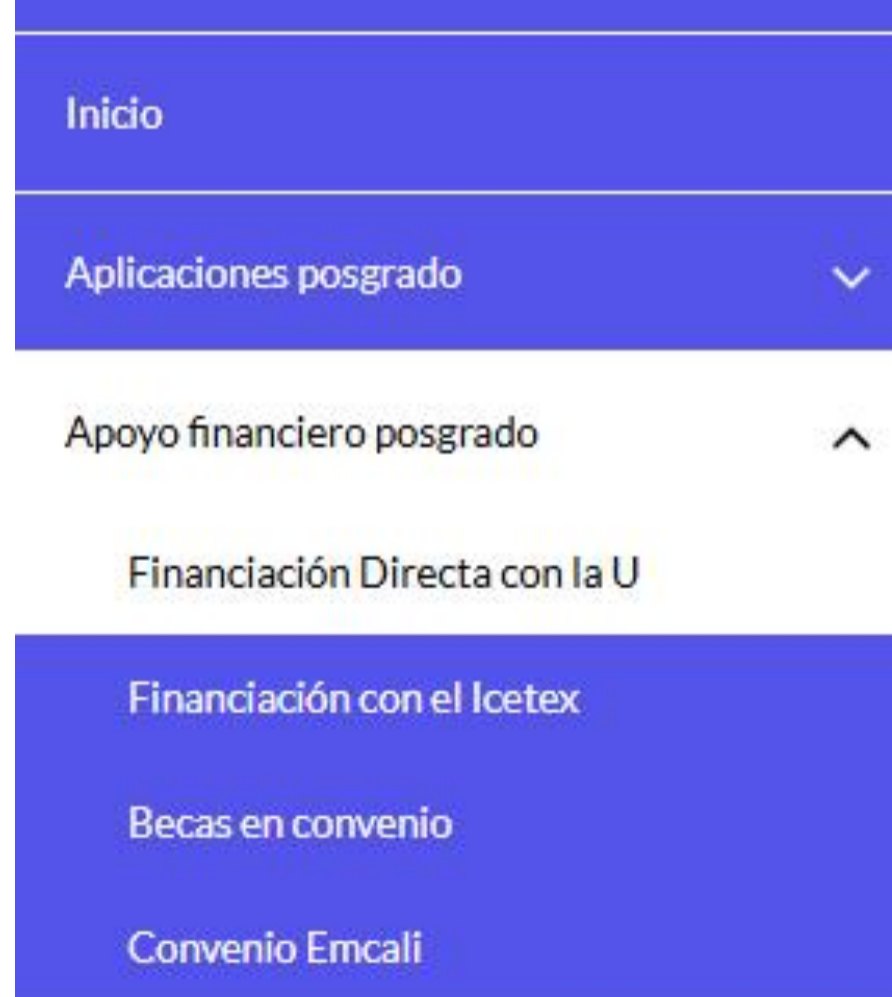 Inicio
Aplicaciones posgrado
Apoyo financiero posgrado
Financiación Directa con la U
Financiación con el Icetex
Becas en convenio
Convenio Emcali